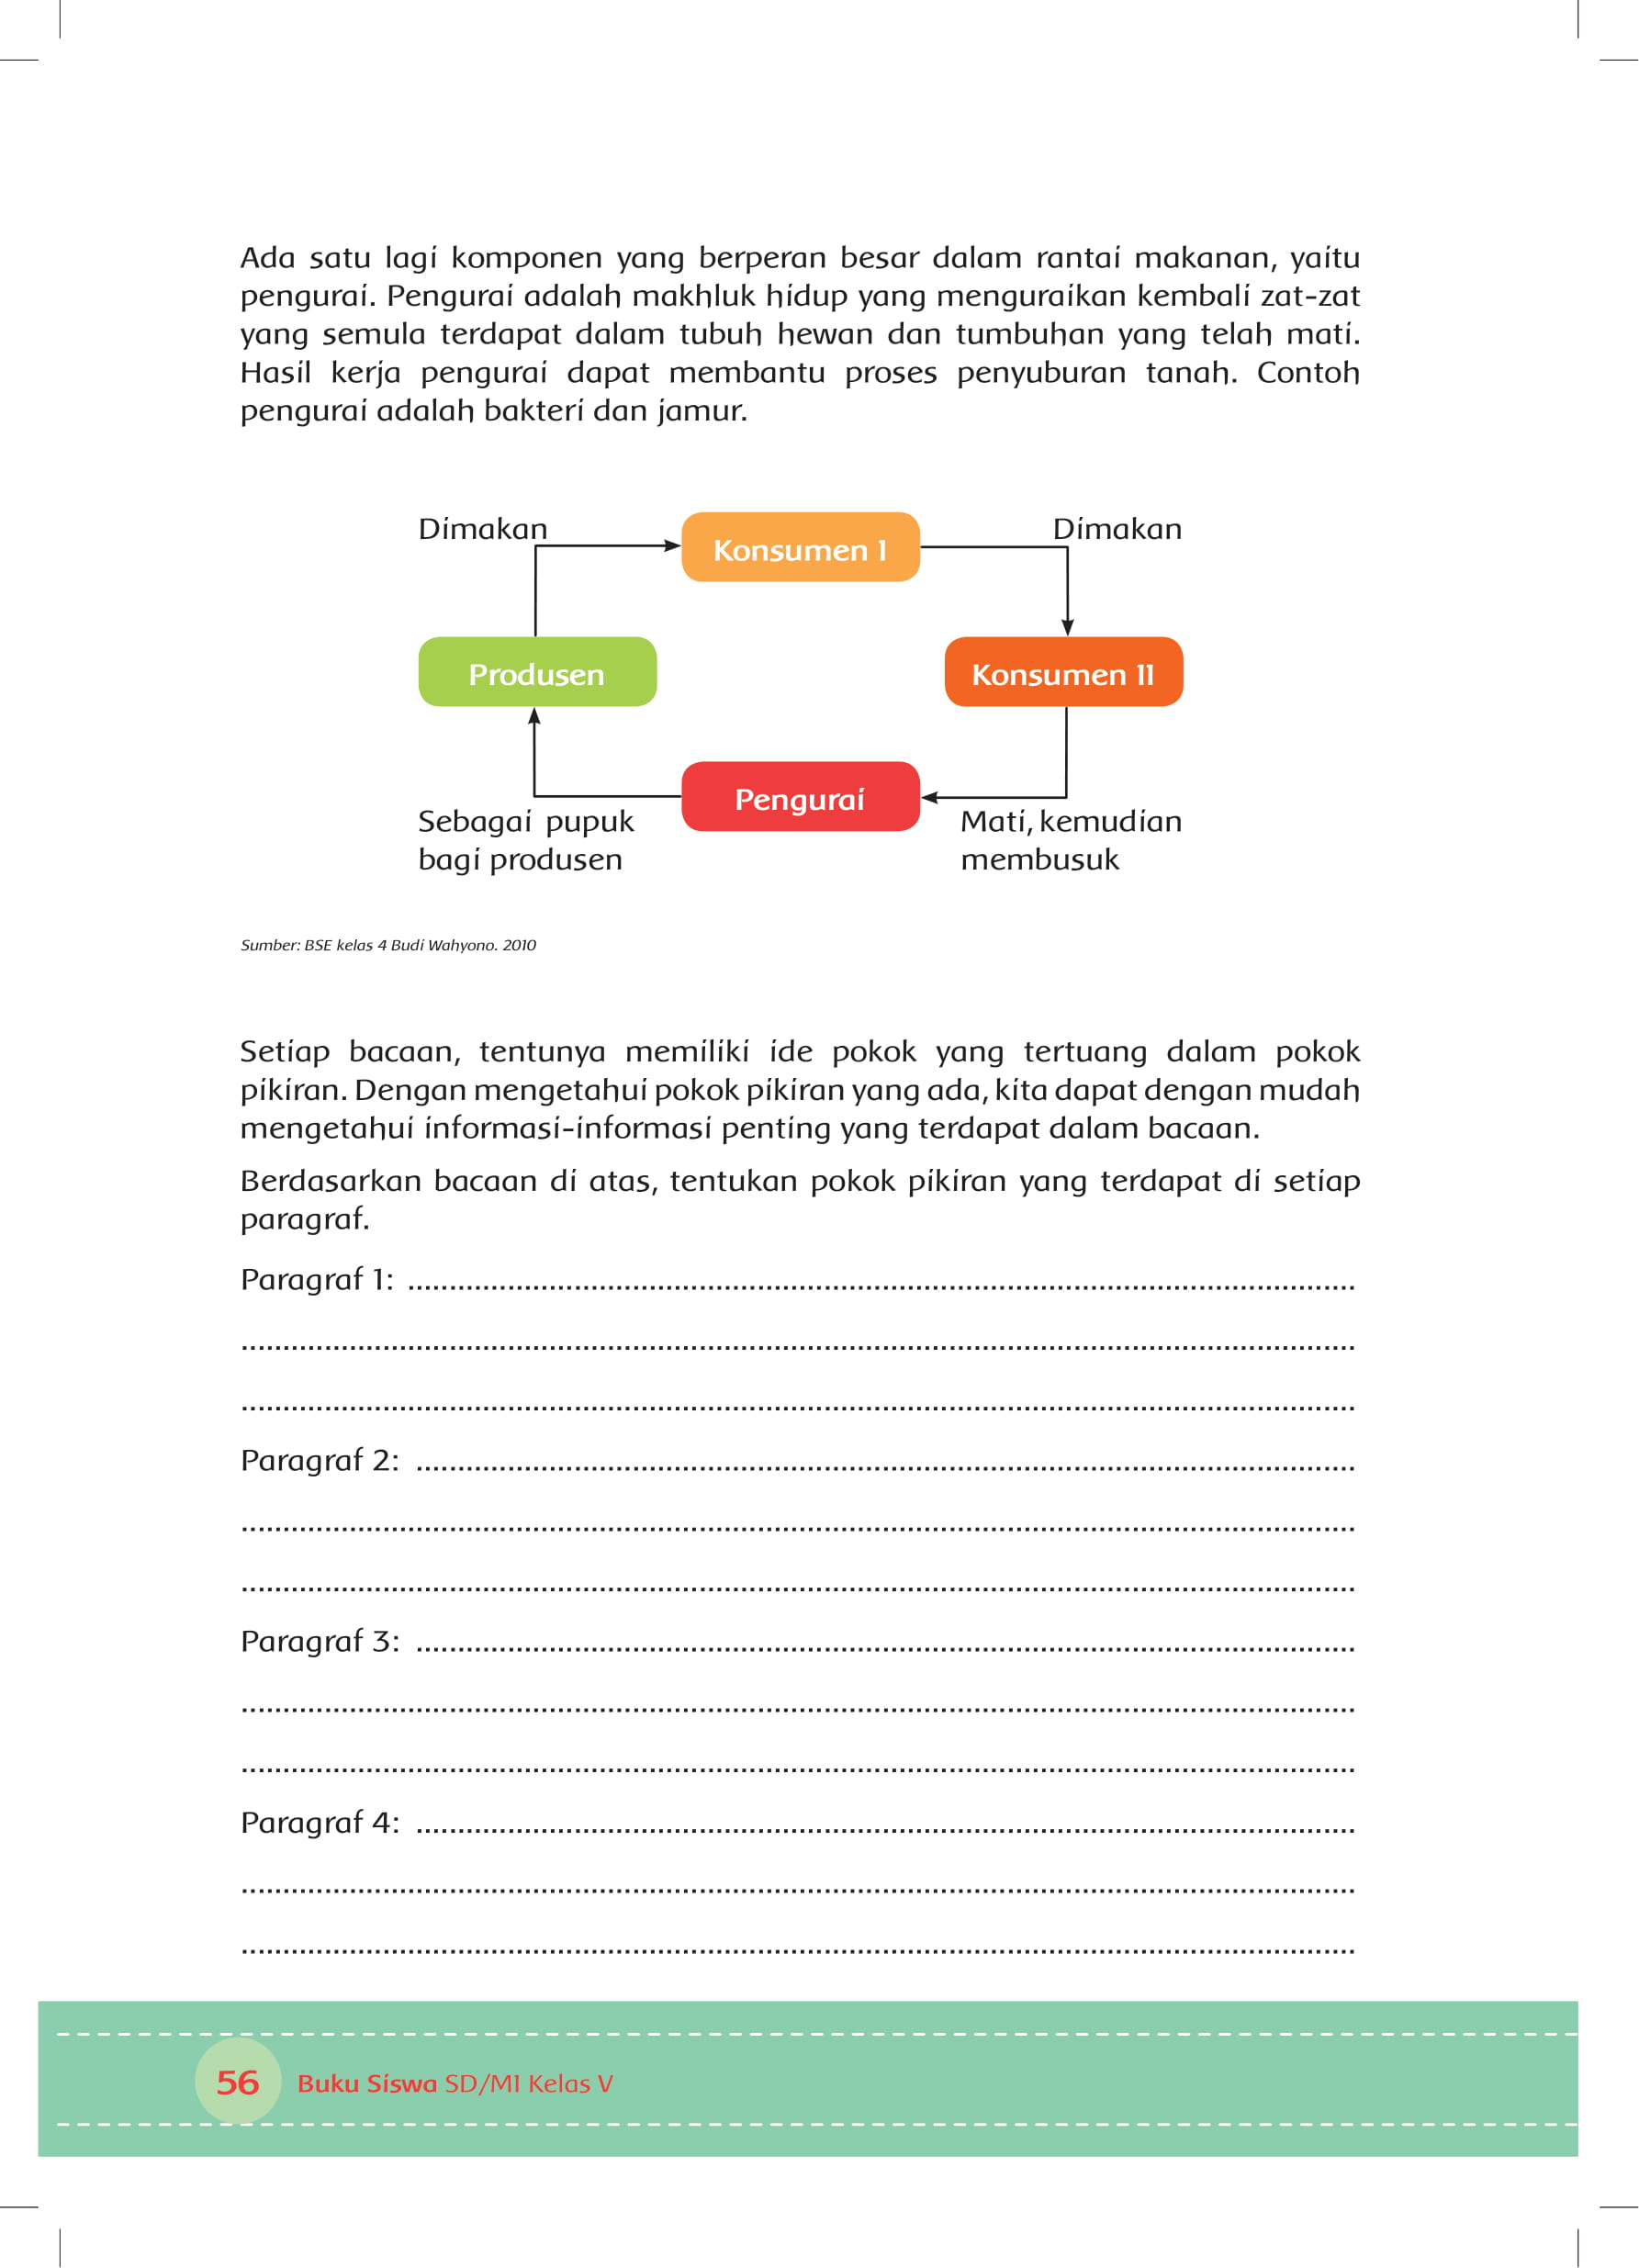 Ada satu lagi komponen yang berperan besar dalam rantai makanan, yaitu
pengurai. Pengurai adalah makhluk hidup yang menguraikan kembali zat-zat
yang semula terdapat dalam tubuh hewan dan tumbuhan yang telah mati.
Hasil kerja pengurai dapat membantu proses penyuburan tanah. Contoh
pengurai adalah bakteri dan jamur.
Dimakan
Konsumen I
Dimakan
Produsen
Konsumen II
Pengurai
Sebagai pupuk
bagi produsen
Mati, kemudian
membusuk
Sumber: BSE kelas 4 Budi Wahyono. 2010
Setiap bacaan, tentunya memiliki ide pokok yang tertuang dalam pokok
pikiran. Dengan mengetahui pokok pikiran yang ada, kita dapat dengan mudah
mengetahui informasi-informasi penting yang terdapat dalam bacaan.
Berdasarkan bacaan di atas, tentukan pokok pikiran yang terdapat di setiap
paragraf.
Paragraf 1: ................................................................................
................................................................................
................................................................................
Paragraf 2: ................................................................................
................................................................................
................................................................................
Paragraf 3: ................................................................................
................................................................................
................................................................................
Paragraf 4: ................................................................................
................................................................................
................................................................................
56 Buku Siswa SD/MI Kelas V